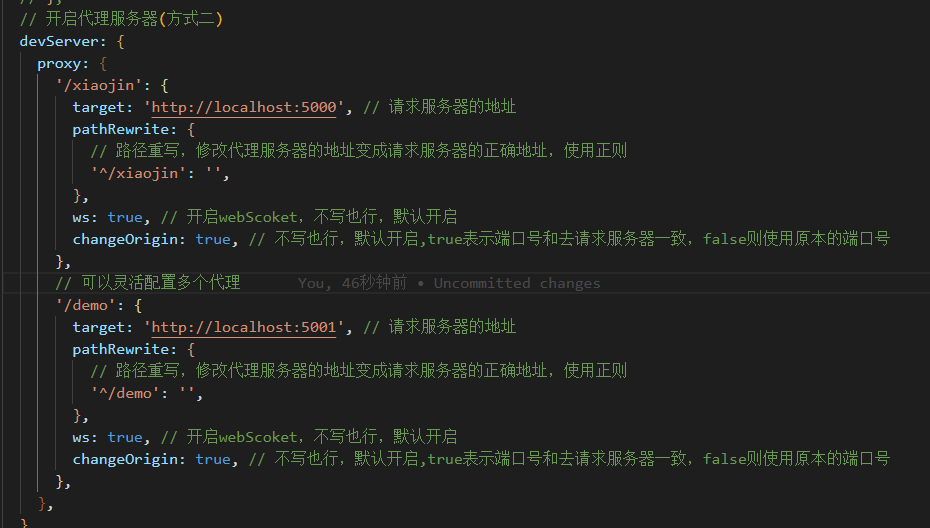 // 开启代理服务器(方式二)
devServer: {
proxy: {
'/xiaojin': {
target: 'http://localhost:5000', // 请求服务器的地址
pathRewrite: {
// 路径重写，修改代理服务器的地址变成请求服务器的正确地址，使用正则
'^/xiaojin': '',
},
ws: true, // 开启webScoket，不写也行，默认开启
changeOrigin: true, // 不写也行，默认开启,true表示端口号和去请求服务器一致，false则使用原本的端口号
},
// 可以灵活配置多个代理 You, 46秒钟前 • Uncommitted changes
'/demo': {
target: 'http://localhost:5001', // 请求服务器的地址
pathRewrite: {
// 路径重写，修改代理服务器的地址变成请求服务器的正确地址，使用正则
'^/demo': '',
},
ws: true, // 开启webScoket，不写也行，默认开启
changeOrigin: true, // 不写也行，默认开启,true表示端口号和去请求服务器一致，false则使用原本的端口号
},
},
}